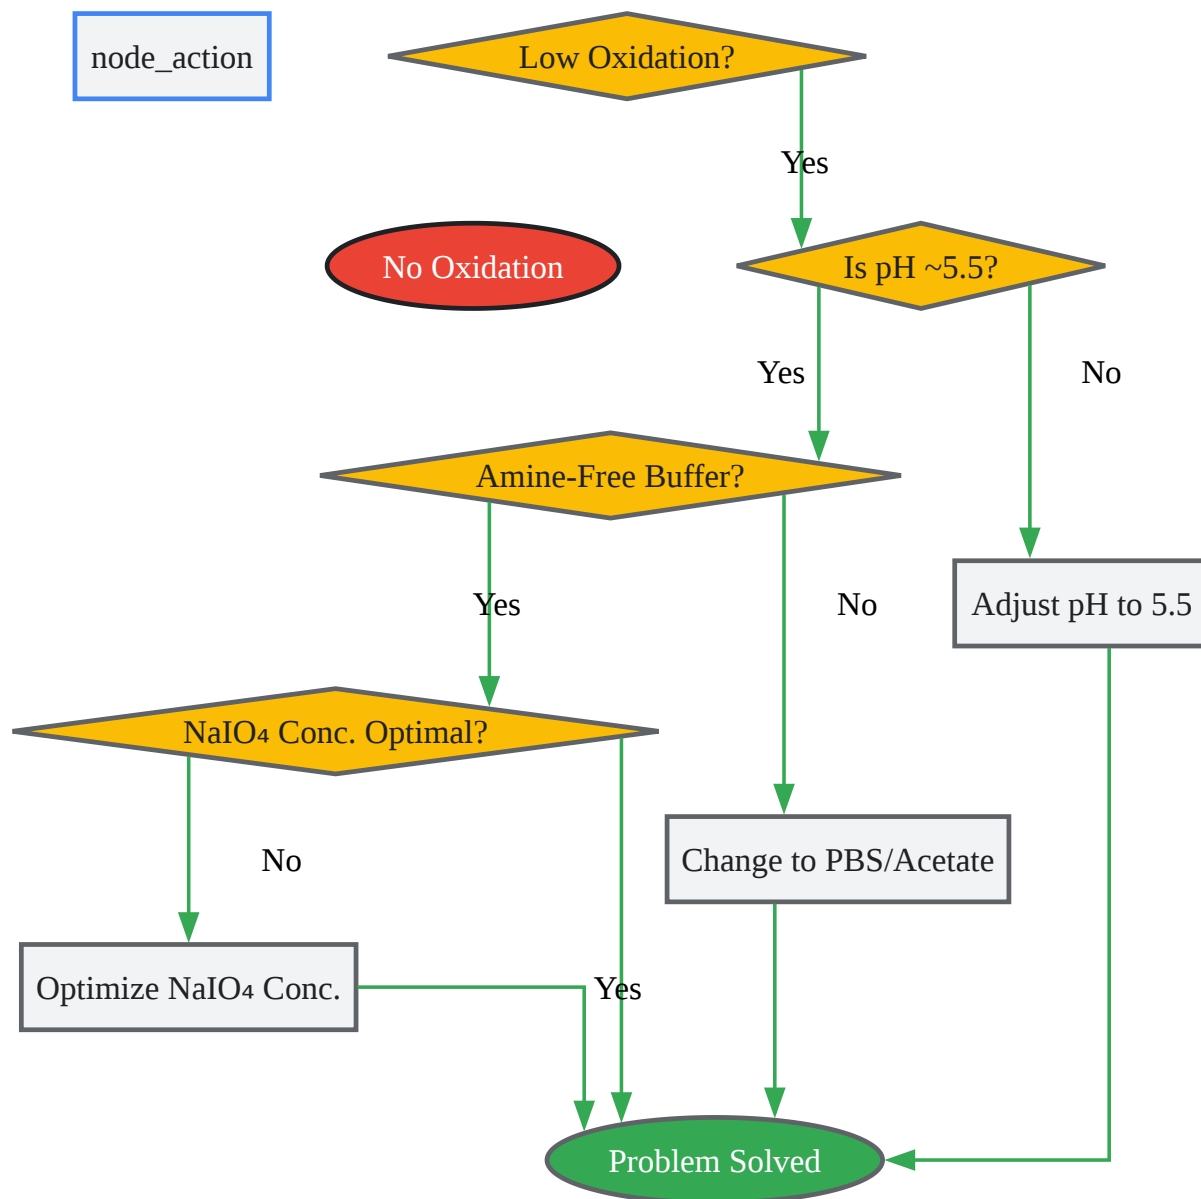 node_action
Low Oxidation?
Yes
No Oxidation
Is pH ~5.5?
Yes
No
Amine-Free Buffer?
Yes
No
Adjust pH to 5.5
NaIO₄ Conc. Optimal?
No
Change to PBS/Acetate
Optimize NaIO₄ Conc.
Yes
Problem Solved